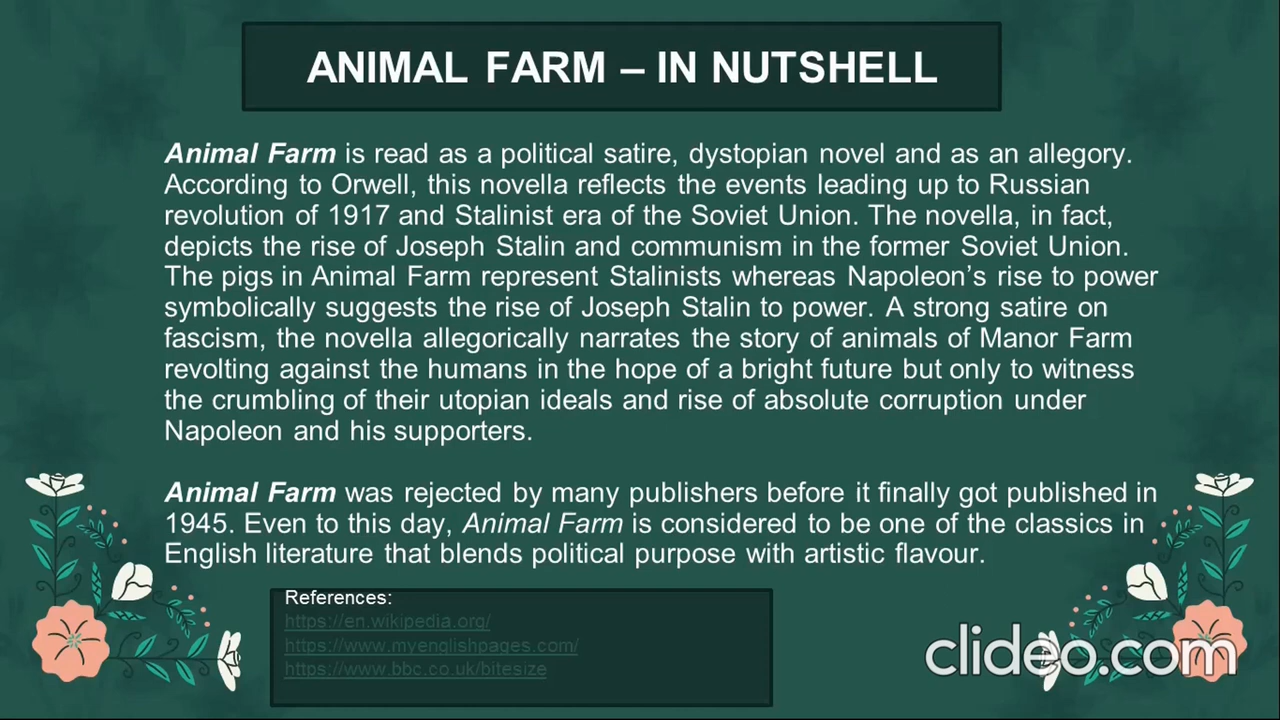 ANIMAL FARM – IN NUTSHELL
Animal Farm is read as a political satire, dystopian novel and as an allegory.
According to Orwell, this novella reflects the events leading up to Russian
revolution of 1917 and Stalinist era of the Soviet Union. The novella, in fact,
depicts the rise of Joseph Stalin and communism in the former Soviet Union.
The pigs in Animal Farm represent Stalinists whereas Napoleon’s rise to power
symbolically suggests the rise of Joseph Stalin to power. A strong satire on
fascism, the novella allegorically narrates the story of animals of Manor Farm
revolting against the humans in the hope of a bright future but only to witness
the crumbling of their utopian ideals and rise of absolute corruption under
Napoleon and his supporters.
Animal Farm was rejected by many publishers before it finally got published in
1945. Even to this day, Animal Farm is considered to be one of the classics in
English literature that blends political purpose with artistic flavour.
References:
https://en.wikipedia.org/
https://www.myenglishpages.com/
https://www.bbc.co.uk/bitesize
clideo.com